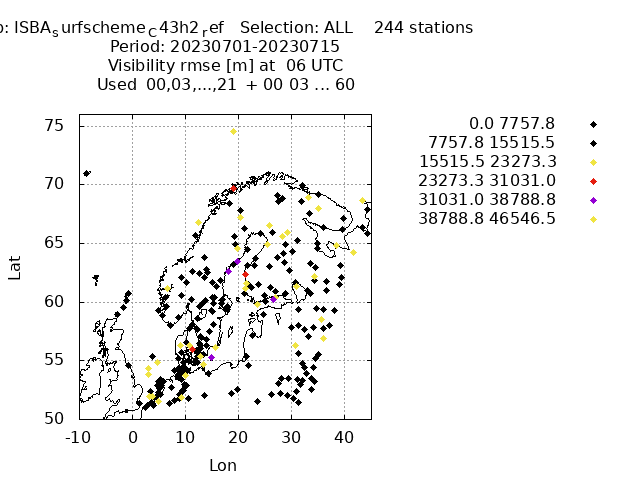 p: ISBAsurfschemeC43h2ref Selection: ALL 244 stations
Period: 20230701-20230715
Visibility rmse [m] at 06 UTC
Used 00,03,...,21 + 00 03 ... 60
0.0 7757.8
7757.8 15515.5
15515.5 23273.3
23273.3 31031.0
31031.0 38788.8
38788.8 46546.5
Lat
75
70
65
60
55
50
-10 0 10 20 30 40
Lon